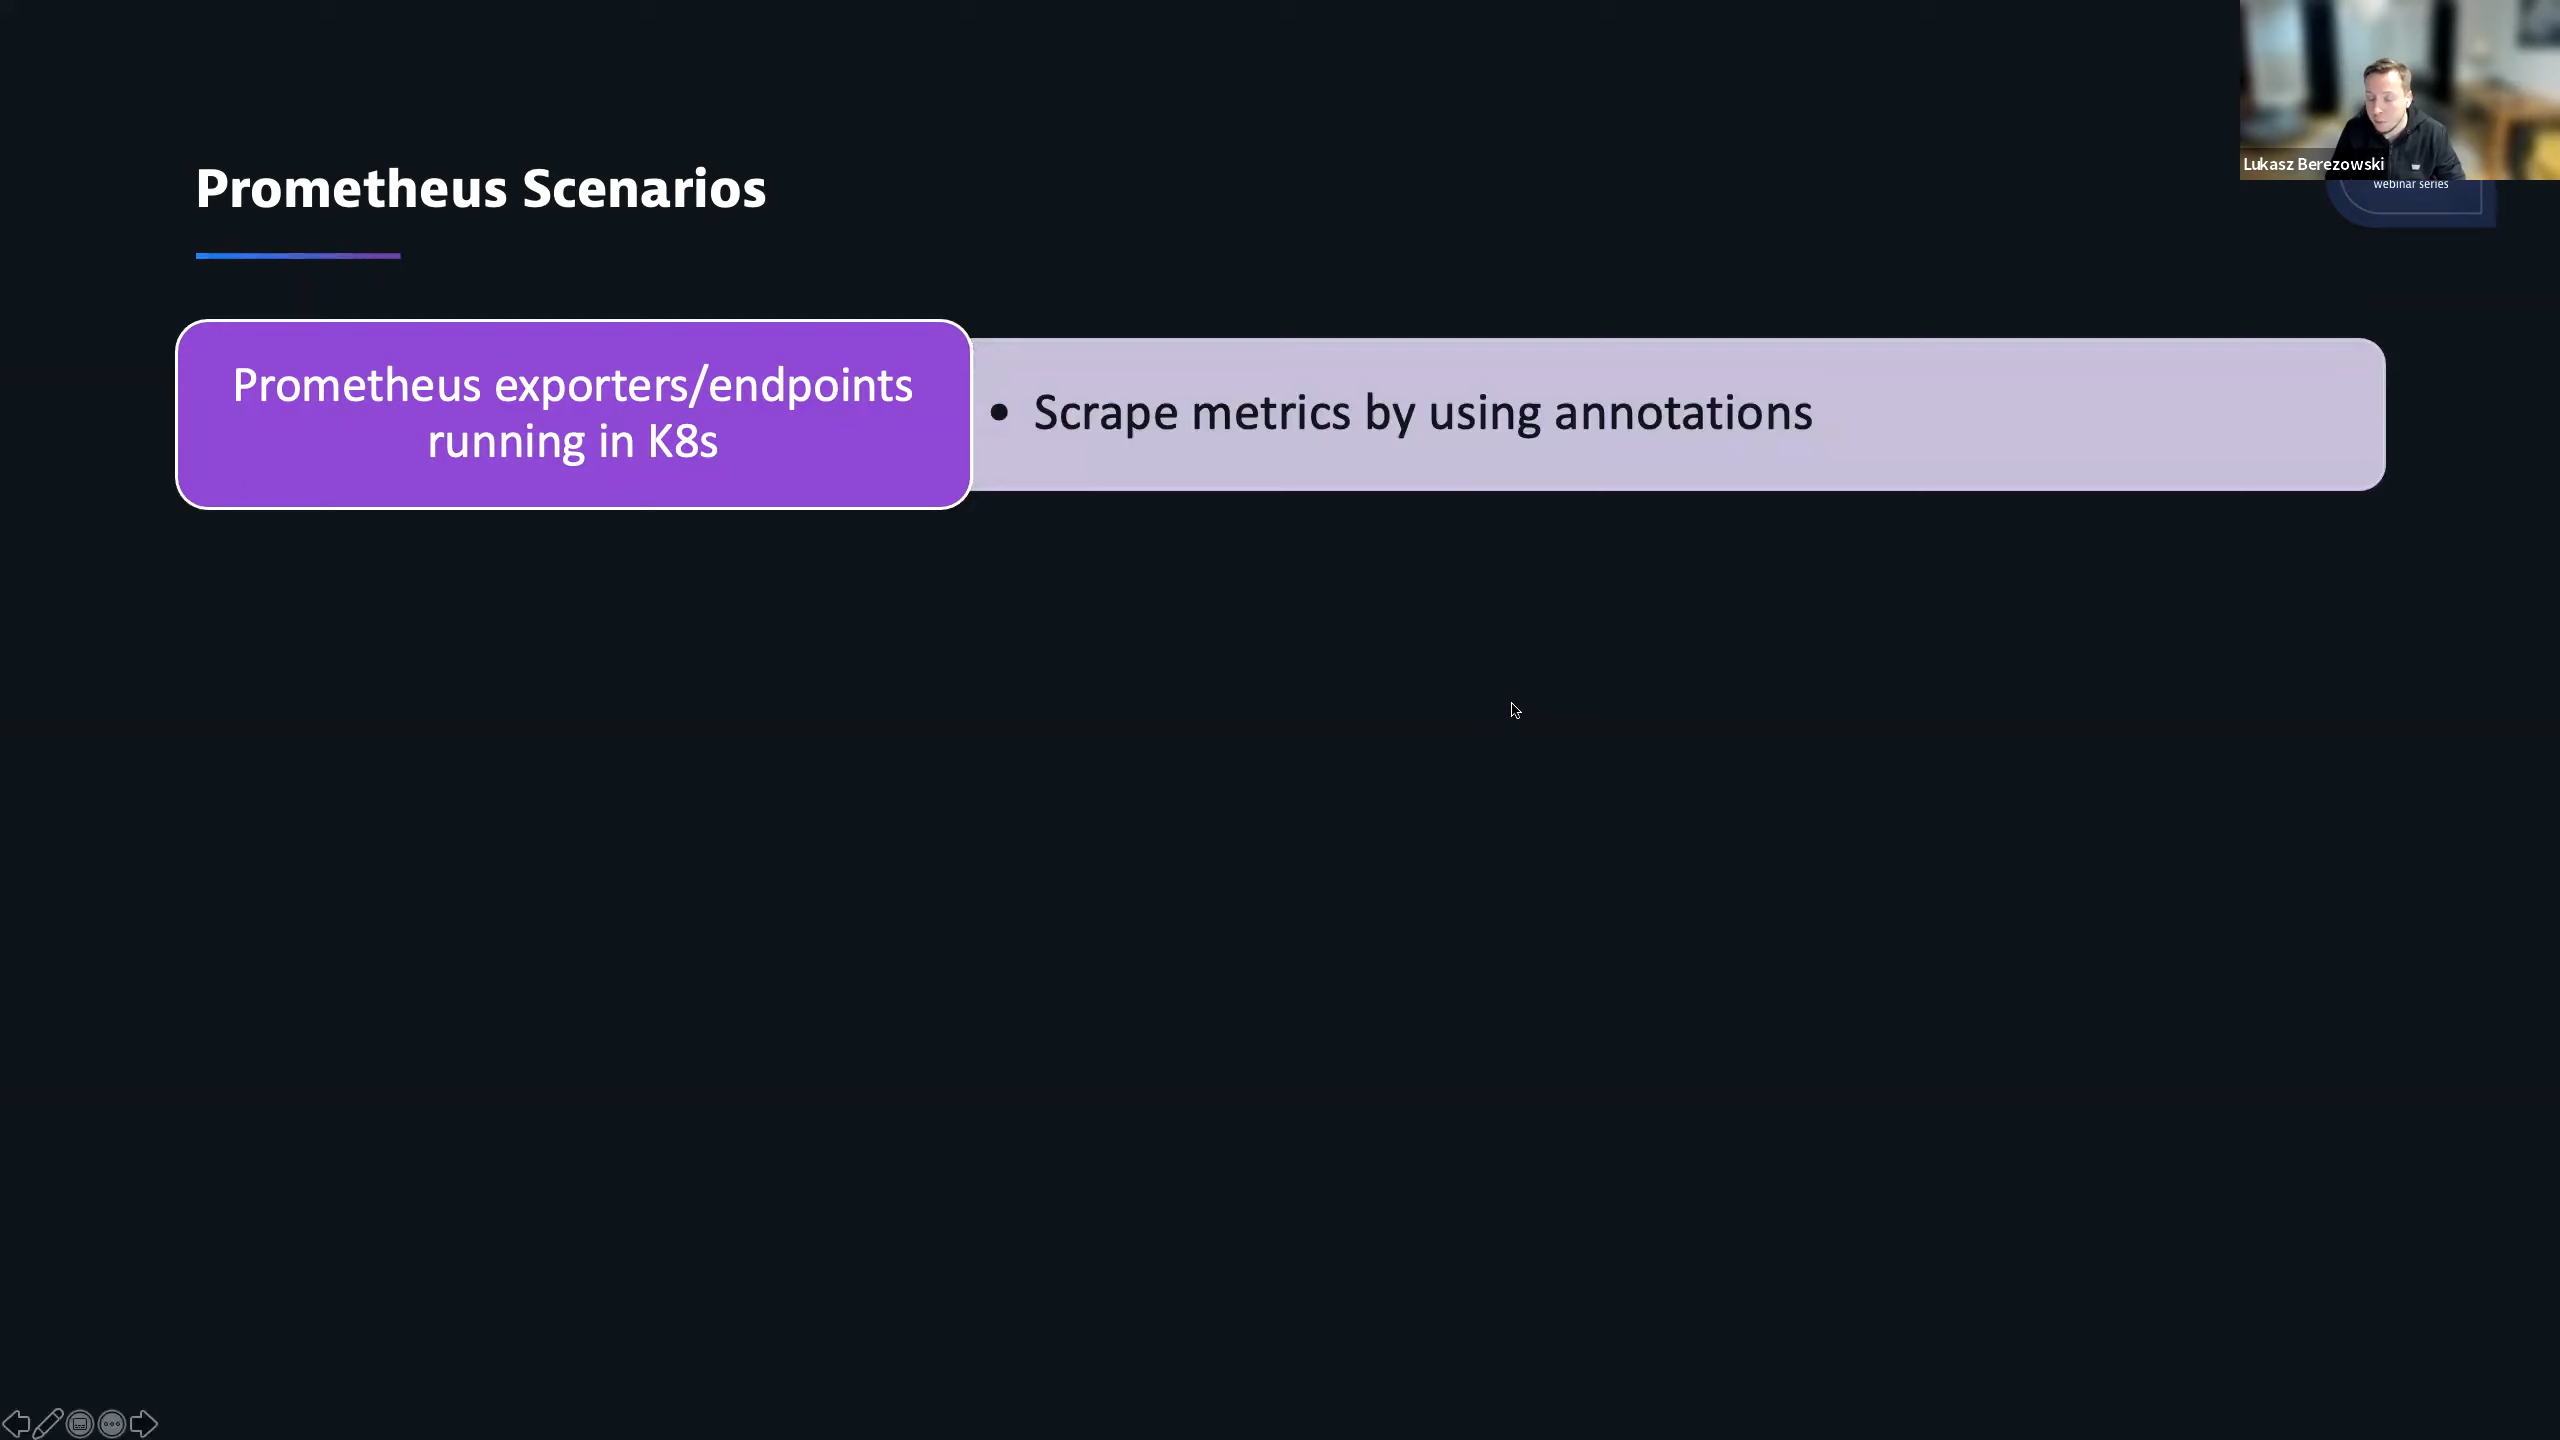 Lukasz Berezowski
webinar series
Prometheus Scenarios
Prometheus exporters/endpoints
running in K8s
• Scrape metrics by using annotations